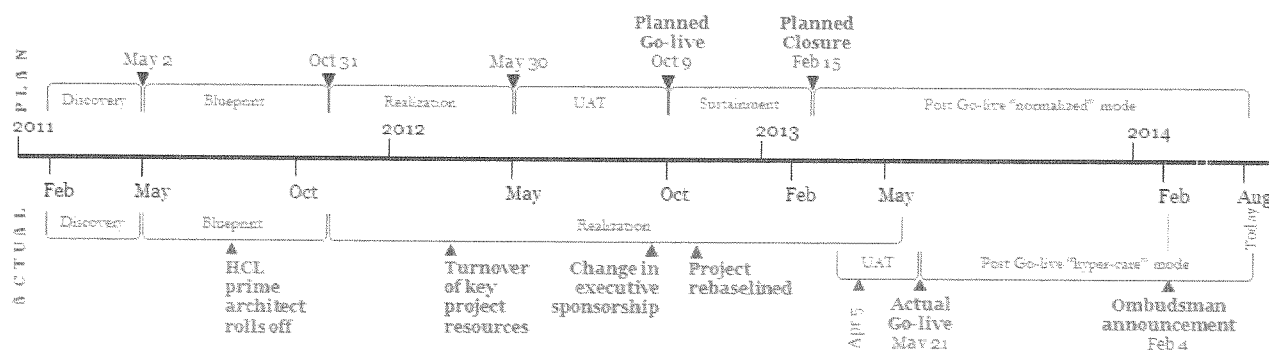 PLAN
May 2
Oct 31
May 30
Planned
Go-live
Oct 9
Planned
Closure
Feb 15
Discovery
Blueprint
Realization
UAT
Sustainment
Post Go-live "normalized" mode
2011
2012
2013
2014
Feb
May
Oct
May
Oct
Feb
May
Feb
Aug
ACTUAL
Discovery
Blueprint
Realization
Today
UAT
Post Go-live "hyper-care" mode
HCL
prime
architect
rolls off
Turnover
of key
project
resources
Change in
executive
sponsorship
Project
rebaselined
Apr 5
Actual
Go-live
May 21
Ombudsman
announcement
Feb 4